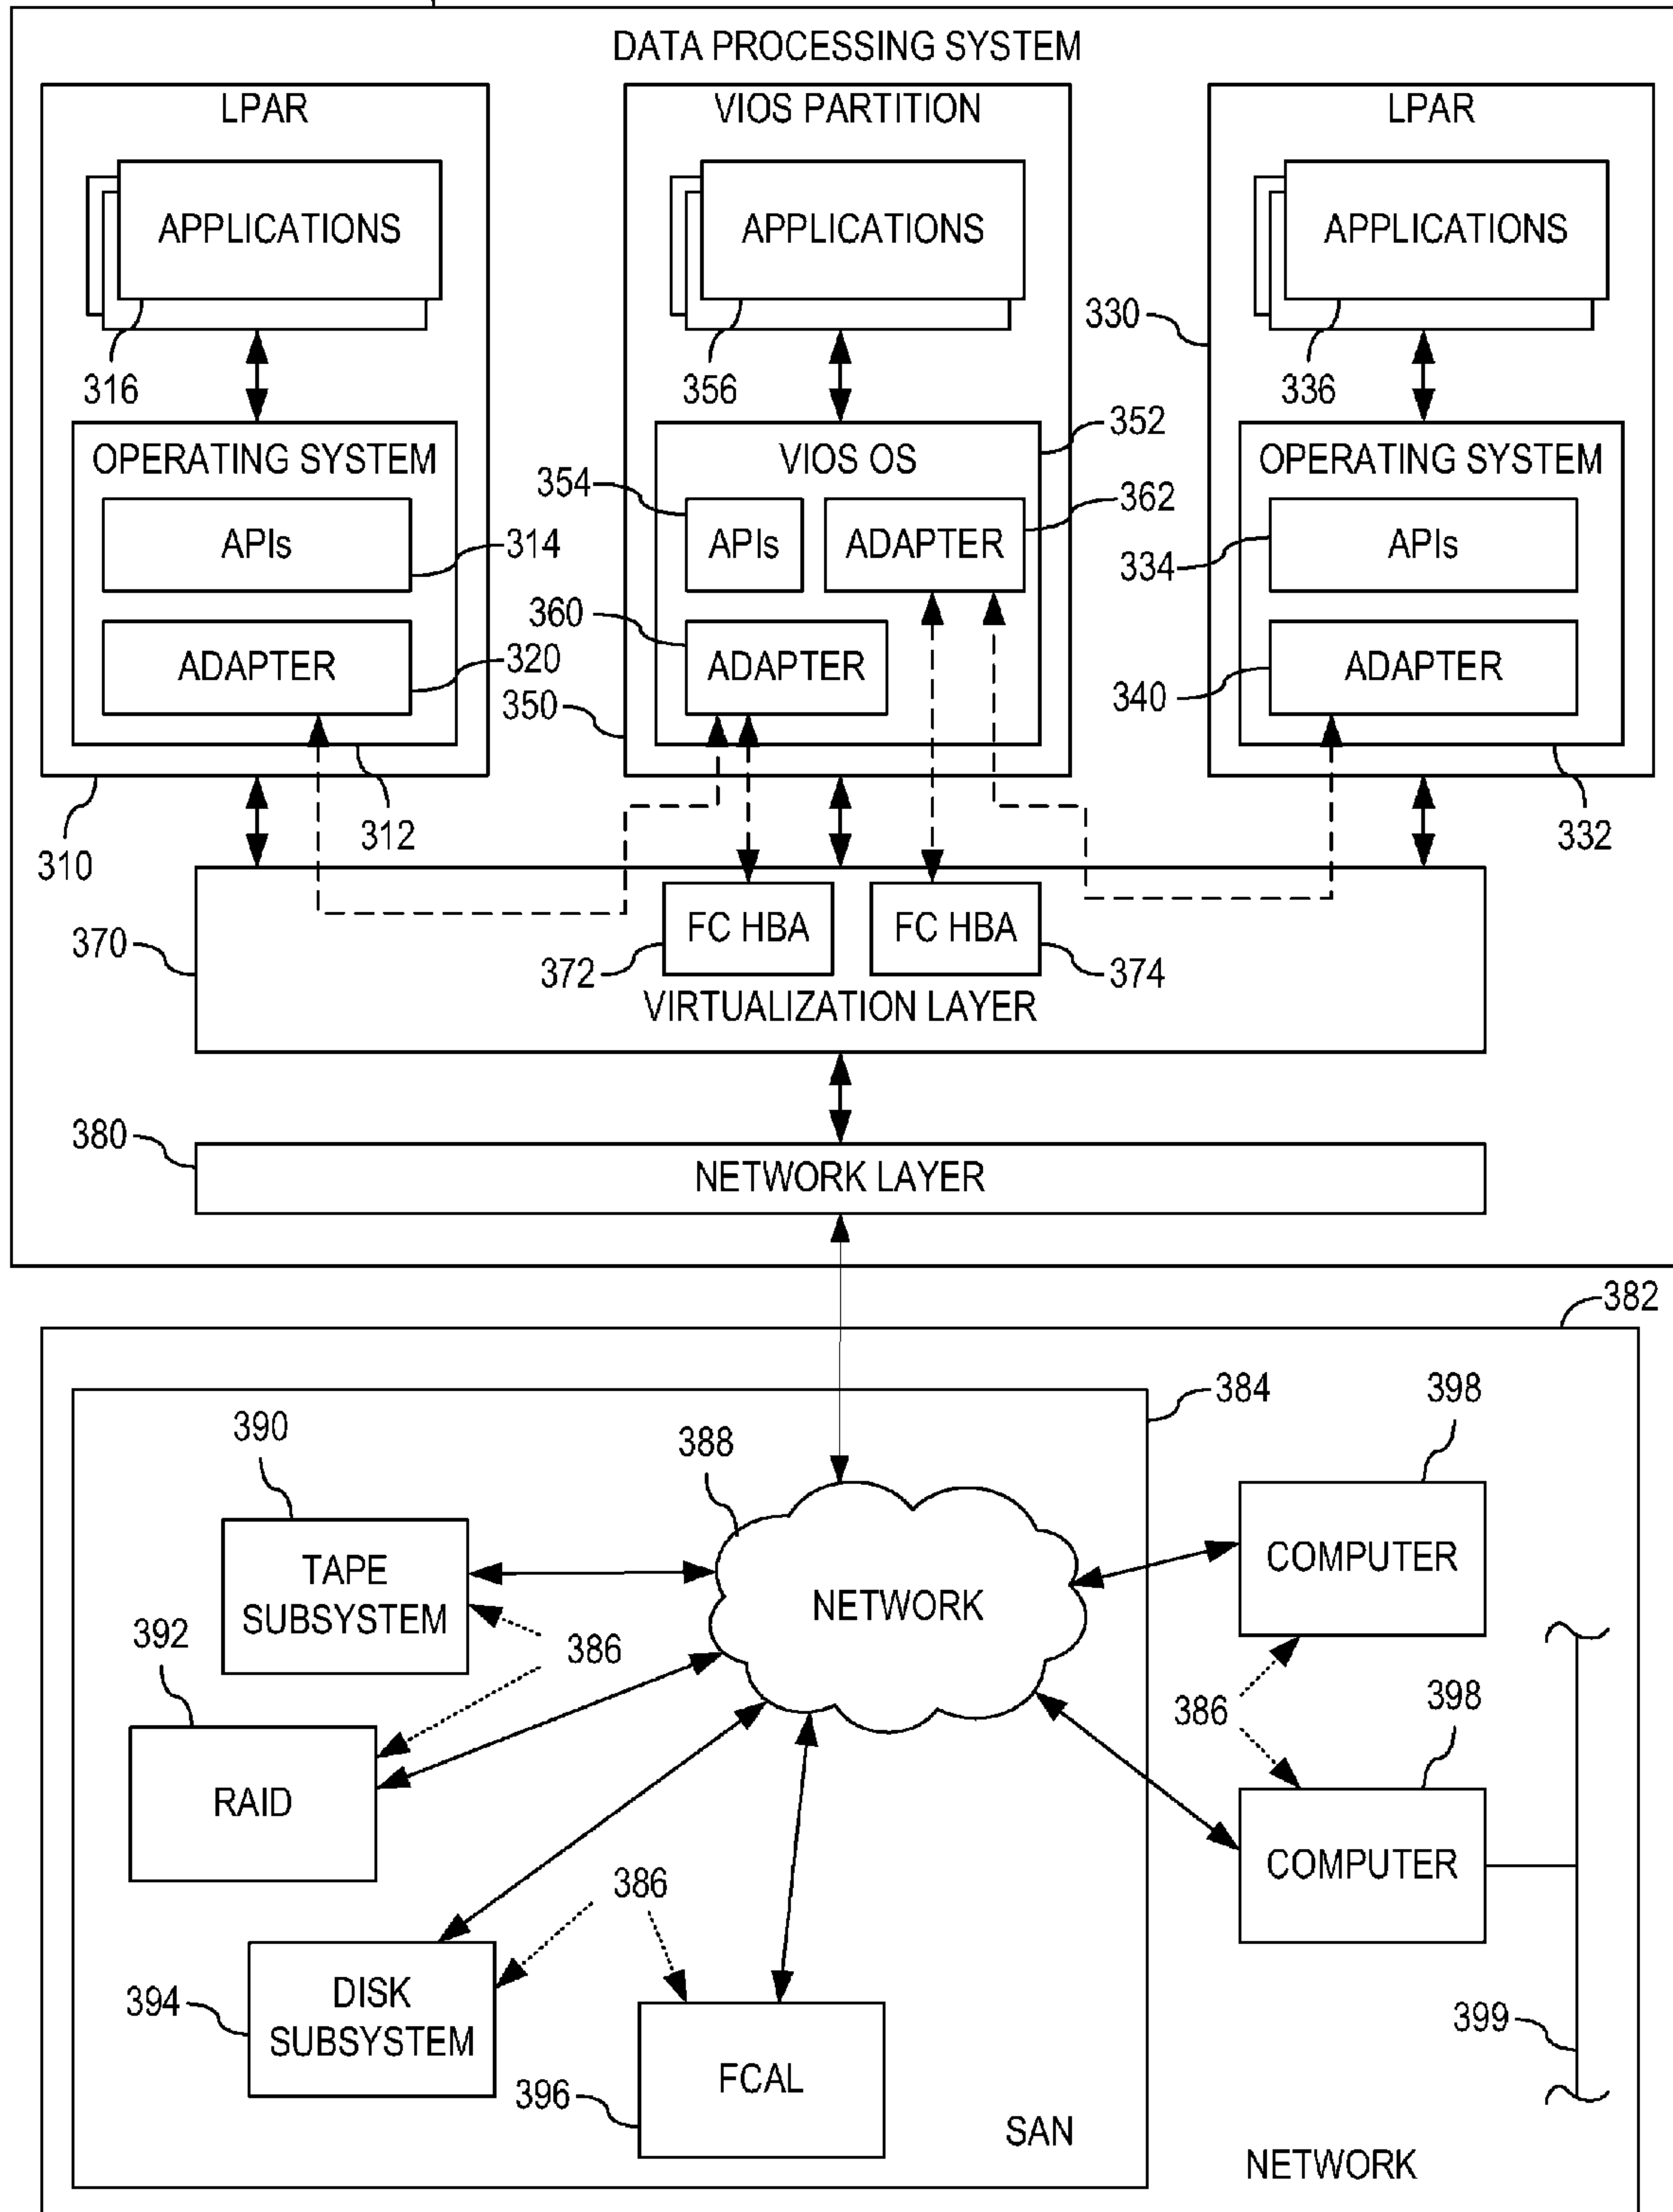 DATA PROCESSING SYSTEM
LPAR
APPLICATIONS
316
OPERATING SYSTEM
APIs
314
ADAPTER
320
312
310
VIOS PARTITION
APPLICATIONS
356
VIOS OS
352
354
APIs
ADAPTER
362
360
ADAPTER
350
LPAR
330
APPLICATIONS
336
OPERATING SYSTEM
334
APIs
340
ADAPTER
332
370
FC HBA
FC HBA
372
374
VIRTUALIZATION LAYER
380
NETWORK LAYER
382
384
390
388
398
TAPE
SUBSYSTEM
NETWORK
COMPUTER
392
386
386
398
RAID
COMPUTER
386
394
DISK
SUBSYSTEM
396
FCAL
399
SAN
NETWORK